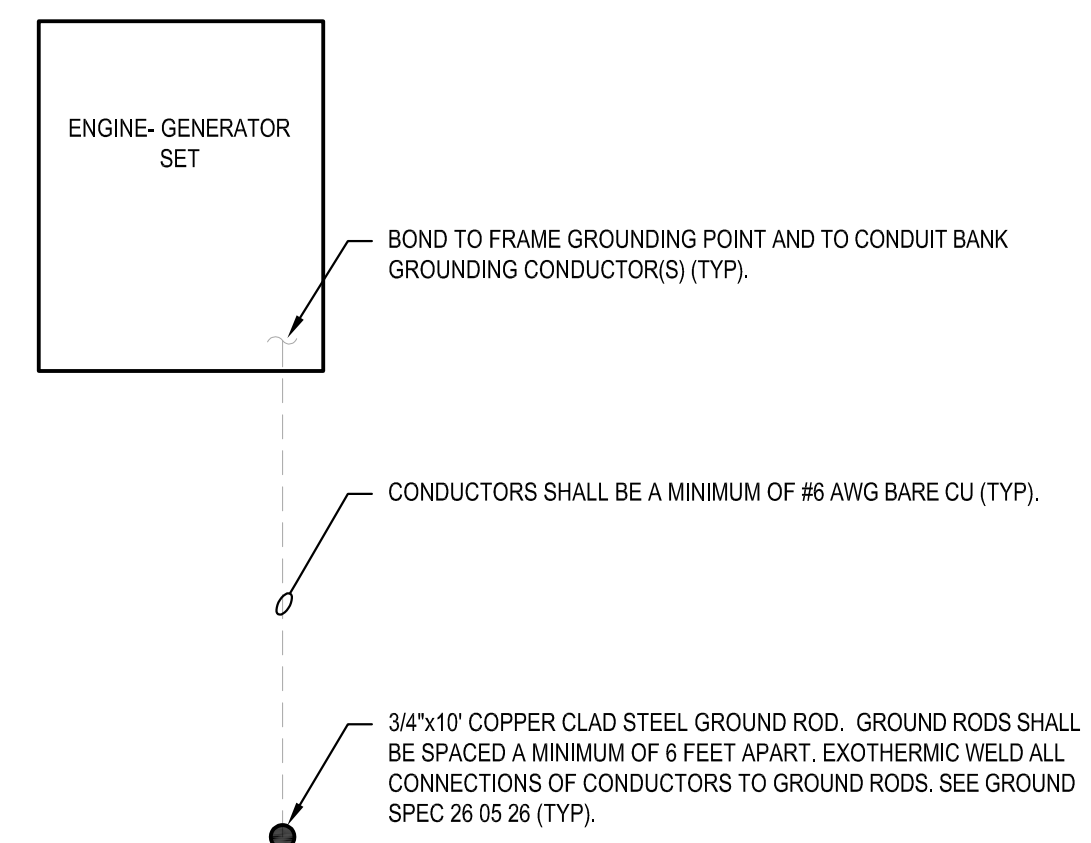 ENGINE- GENERATOR
SET
BOND TO FRAME GROUNDING POINT AND TO CONDUIT BANK
GROUNDING CONDUCTOR(S) (TYP).
CONDUCTORS SHALL BE A MINIMUM OF #6 AWG BARE CU (TYP).
3/4"x10' COPPER CLAD STEEL GROUND ROD. GROUND RODS SHALL
BE SPACED A MINIMUM OF 6 FEET APART. EXOTHERMIC WELD ALL
CONNECTIONS OF CONDUCTORS TO GROUND RODS. SEE GROUND
SPEC 26 05 26 (TYP).